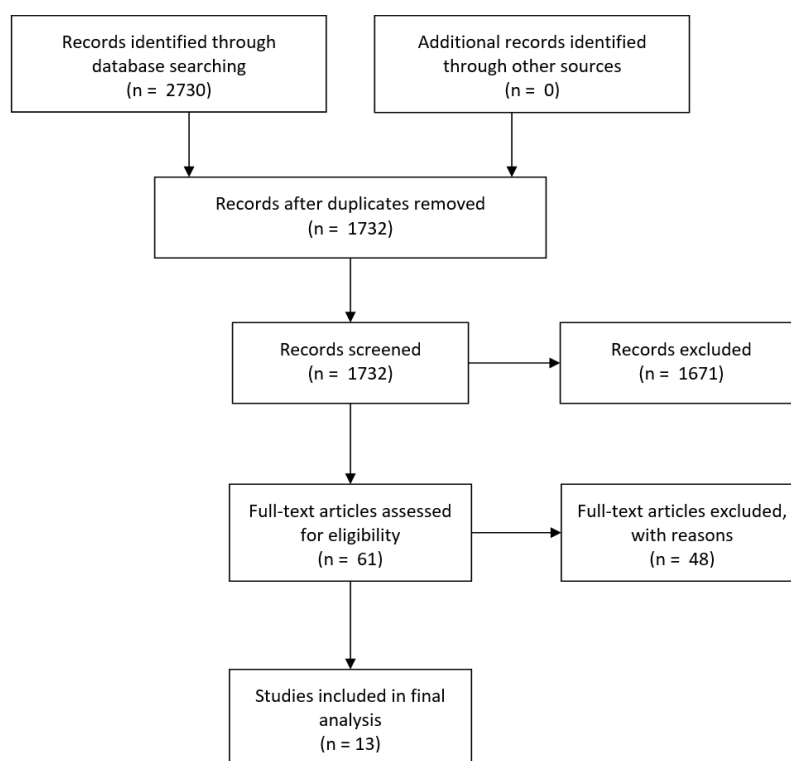 Records identified through
database searching
(n = 2730)
Additional records identified
through other sources
(n = 0)
Records after duplicates removed
(n = 1732)
Records screened
(n = 1732)
Records excluded
(n = 1671)
Full-text articles assessed
for eligibility
(n = 61)
Full-text articles excluded,
with reasons
(n = 48)
Studies included in final
analysis
(n = 13)